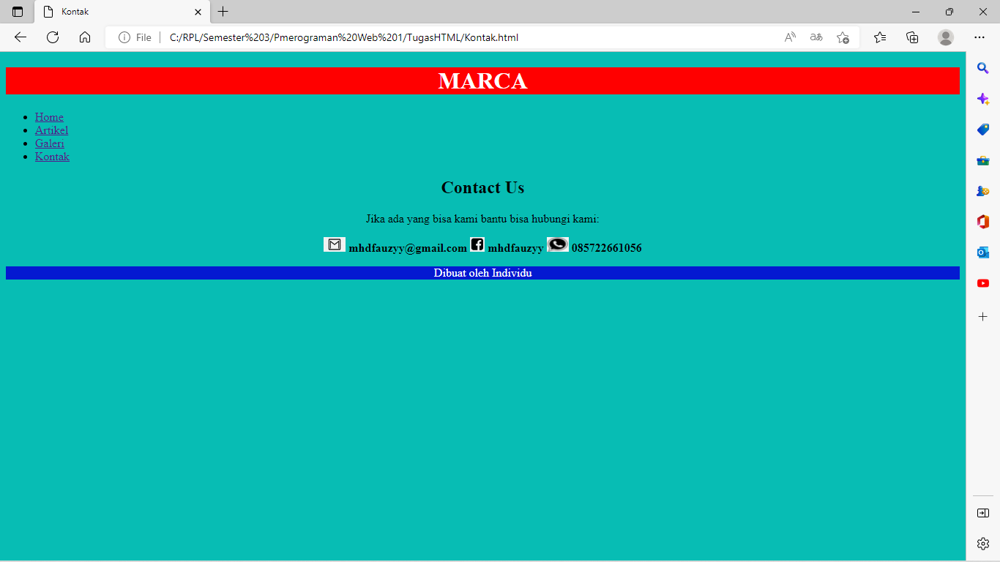 Kontak
File C:/RPL/Semester%203/Pmerograman%20Web%201/TugasHTML/Kontak.html
MARCA
Home
Artikel
Galeri
Kontak
Contact Us
Jika ada yang bisa kami bantu bisa hubungi kami:
mhdfauzyy@gmail.com mhdfauzyy 085722661056
Dibuat oleh Individu